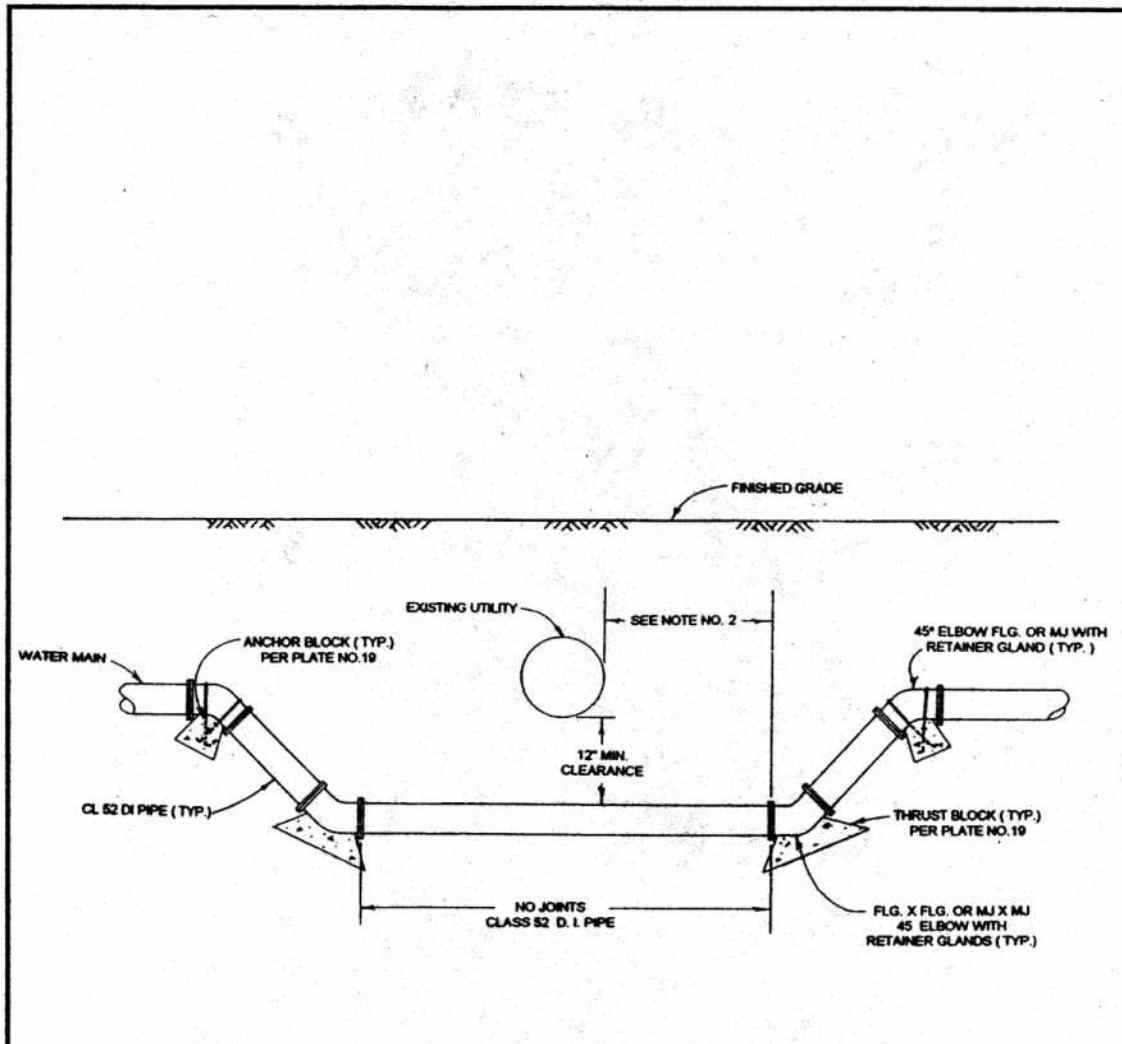 FINISHED GRADE
EXISTING UTILITY
SEE NOTE NO. 2
ANCHOR BLOCK (TYP.)
PER PLATE NO.19
45° ELBOW FLG. OR MJ WITH
RETAINER GLAND (TYP.)
WATER MAIN
12" MIN.
CLEARANCE
CL 52 DI PIPE (TYP.)
THRUST BLOCK (TYP.)
PER PLATE NO.19
NO JOINTS
CLASS 52 D. I. PIPE
FLG. X FLG. OR MJ X MJ
45 ELBOW WITH
RETAINER GLANDS (TYP.)